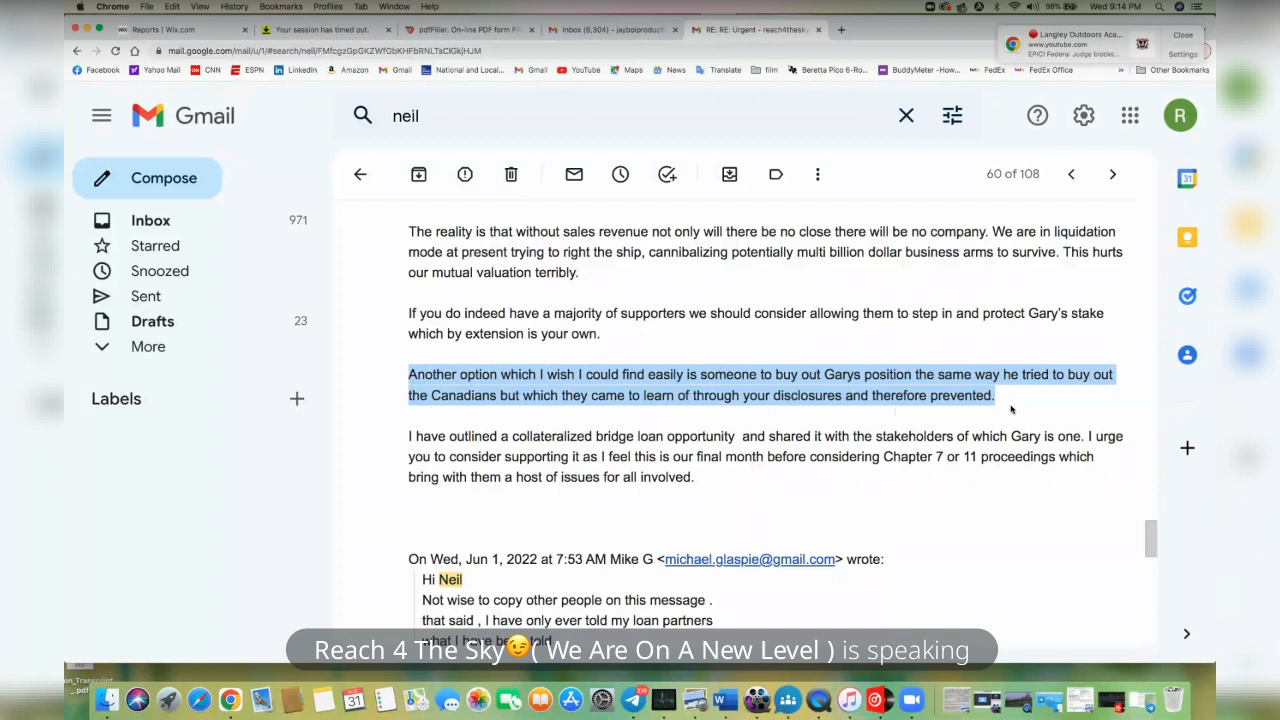 Chrome File Edit View History Bookmarks Profiles Tab Window Help 98% Wed 9:14 PM
Reports | Wix.com Your session has timed out. pdfFiller. On-line PDF form Fill Inbox (6,304) - jayboiproduc RE: RE: Urgent - reach4thesky
mail.google.com/mail/u/1/#search/neil/
Langley Outdoors Aca...
www.youtube.com
EPIC! Federal Judge blocks...
Close
Settings
Facebook Yahoo Mail CNN ESPN LinkedIn Amazon Gmail National and Local... Gmail YouTube Maps News Translate film Beretta Pico 6-Ro... BuddyMeter -How... FedEx FedEx Office Other Bookmarks
Gmail
neil
R
Compose
60 of 108
Inbox 971
Starred
Snoozed
Sent
Drafts 23
More
Labels
31
The reality is that without sales revenue not only will there be no close there will be no company. We are in liquidation
mode at present trying to right the ship, cannibalizing potentially multi billion dollar business arms to survive. This hurts
our mutual valuation terribly.
If you do indeed have a majority of supporters we should consider allowing them to step in and protect Gary's stake
which by extension is your own.
Another option which I wish I could find easily is someone to buy out Garys position the same way he tried to buy out
the Canadians but which they came to learn of through your disclosures and therefore prevented.
I have outlined a collateralized bridge loan opportunity and shared it with the stakeholders of which Gary is one. I urge
you to consider supporting it as I feel this is our final month before considering Chapter 7 or 11 proceedings which
bring with them a host of issues for all involved.
On Wed, Jun 1, 2022 at 7:53 AM Mike G <michael.glaspie@gmail.com> wrote:
Hi Neil
Not wise to copy other people on this message .
that said , I have only ever told my loan partners
what I have been told
Reach 4 The Sky😉( We Are On A New Level ) is speaking
.pdf
31